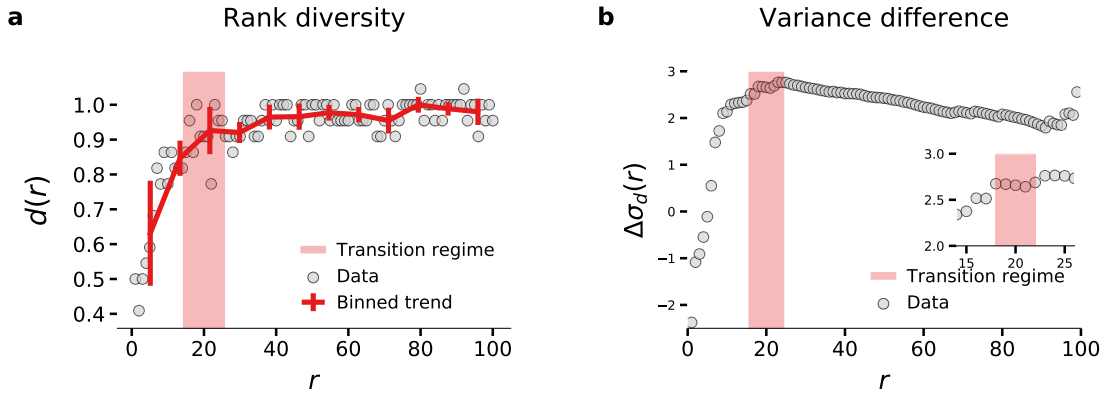 a
Rank diversity
d(r)
1.0
0.9
0.8
0.7
0.6
0.5
0.4
Transition regime
Data
Binned trend
0 20 40 60 80 100
r
b
Variance difference
Δσd(r)
3
2
1
0
−1
−2
3.0
2.5
2.0
15 20 25
Transition regime
Data
0 20 40 60 80 100
r